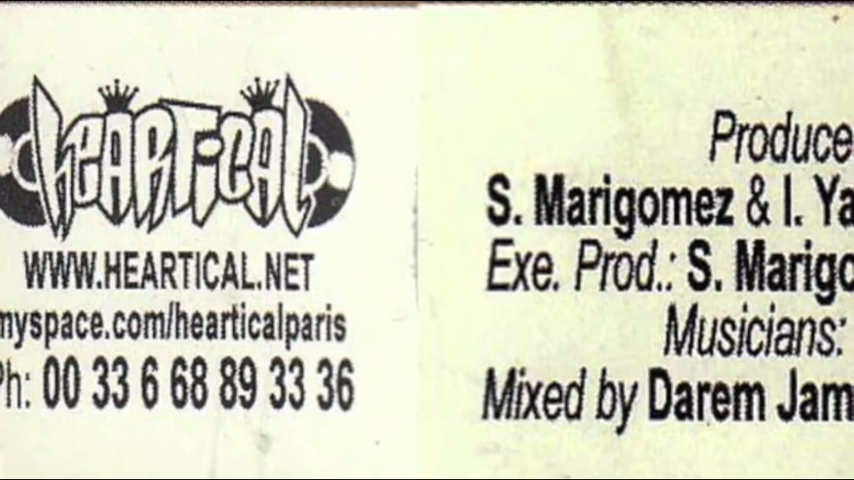 HEARTICAL
WWW.HEARTICAL.NET
myspace.com/hearticalparis
Ph: 00 33 6 68 89 33 36
Produce
S. Marigomez & I. Ya
Exe. Prod.: S. Marigo
Musicians:
Mixed by Darem Jam